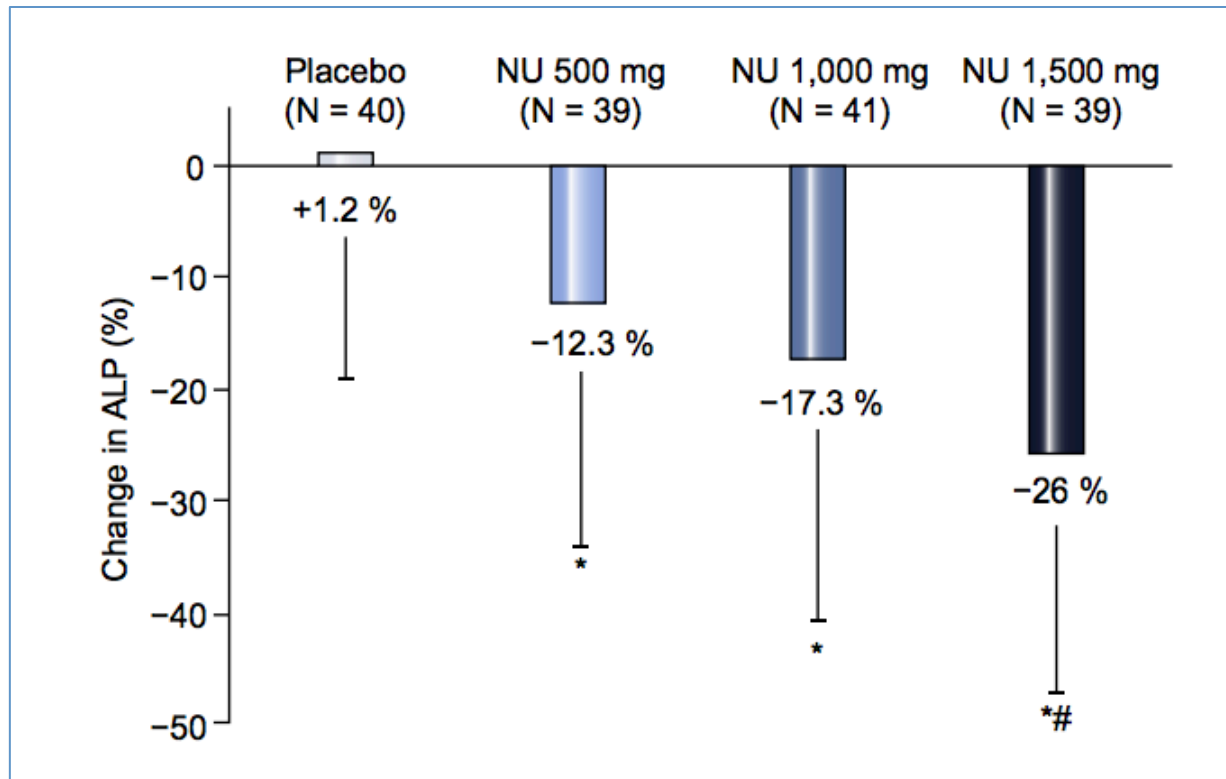 Placebo
(N = 40)
NU 500 mg
(N = 39)
NU 1,000 mg
(N = 41)
NU 1,500 mg
(N = 39)
Change in ALP (%)
0
−10
−20
−30
−40
−50
+1.2 %
−12.3 %
−17.3 %
−26 %
*
*
*#